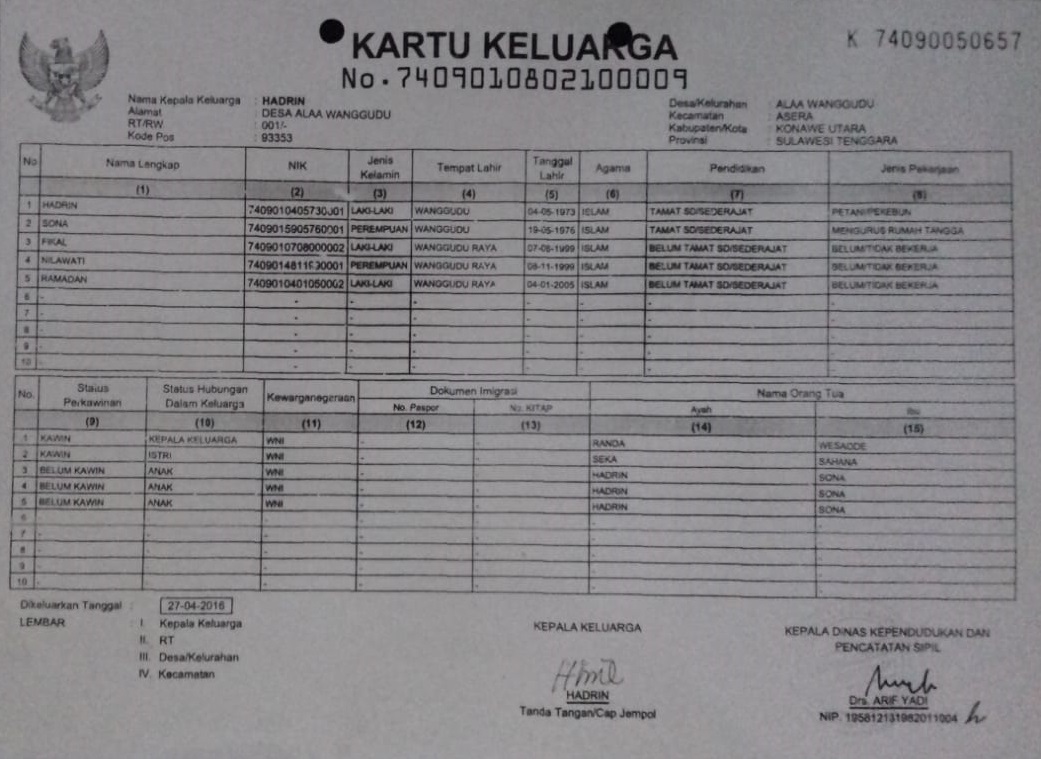 KARTU KELUARGA
K 74090050657
No.7409010802100009
Nama Kepala Keluarga : HADRIN
Alamat : DESA ALAA WANGGUDU
RT/RW : 001/-
Kode Pos : 93353
Desa/Kelurahan : ALAA WANGGUDU
Kecamatan : ASERA
Kabupaten/Kota : KONAWE UTARA
Provinsi : SULAWESI TENGGARA
No Nama Lengkap NIK Jenis Kelamin Tempat Lahir Tanggal Lahir Agama Pendidikan Jenis Pekerjaan
(1) (2) (3) (4) (5) (6) (7) (8)
1 HADRIN 7409010405730001 LAKI-LAKI WANGGUDU 04-05-1973 ISLAM TAMAT SD/SEDERAJAT PETANI/PEKEBUN
2 SONA 7409015905760001 PEREMPUAN WANGGUDU 19-05-1976 ISLAM TAMAT SD/SEDERAJAT MENGURUS RUMAH TANGGA
3 FIKAL 7409010708000002 LAKI-LAKI WANGGUDU RAYA ISLAM BELUM TAMAT SD/SEDERAJAT BELUM/TIDAK BEKERJA
4 NILAWATI PEREMPUAN WANGGUDU RAYA 08-11-1999 ISLAM BELUM TAMAT SD/SEDERAJAT BELUM/TIDAK BEKERJA
5 RAMADAN 7409010401050002 LAKI-LAKI WANGGUDU RAYA 04-01-2005 ISLAM BELUM TAMAT SD/SEDERAJAT BELUM/TIDAK BEKERJA
6 - - - - - - - -
7 - - - - - - - -
8 - - - - - - - -
9 - - - - - - - -
10 - - - - - - - -
No. Status Perkawinan Status Hubungan Dalam Keluarga Kewarganegaraan Dokumen Imigrasi Nama Orang Tua
No. Paspor No. KITAP Ayah Ibu
(9) (10) (11) (12) (13) (14) (15)
1 KAWIN KEPALA KELUARGA WNI - - RANDA
2 KAWIN ISTRI WNI - - SEKA SAHANA
3 BELUM KAWIN ANAK WNI - - HADRIN SONA
4 BELUM KAWIN ANAK WNI - - HADRIN SONA
5 BELUM KAWIN ANAK WNI - - HADRIN SONA
6 - - - - - - -
7 - - - - - - -
8 - - - - - - -
9 - - - - - - -
10 - - - - - - -
Dikeluarkan Tanggal : 27-04-2016
LEMBAR : I. Kepala Keluarga
II. RT
III. Desa/Kelurahan
IV. Kecamatan
KEPALA KELUARGA
HADRIN
Tanda Tangan/Cap Jempol
KEPALA DINAS KEPENDUDUKAN DAN
PENCATATAN SIPIL
Drs. ARIF YADI
NIP. 195812131982011004